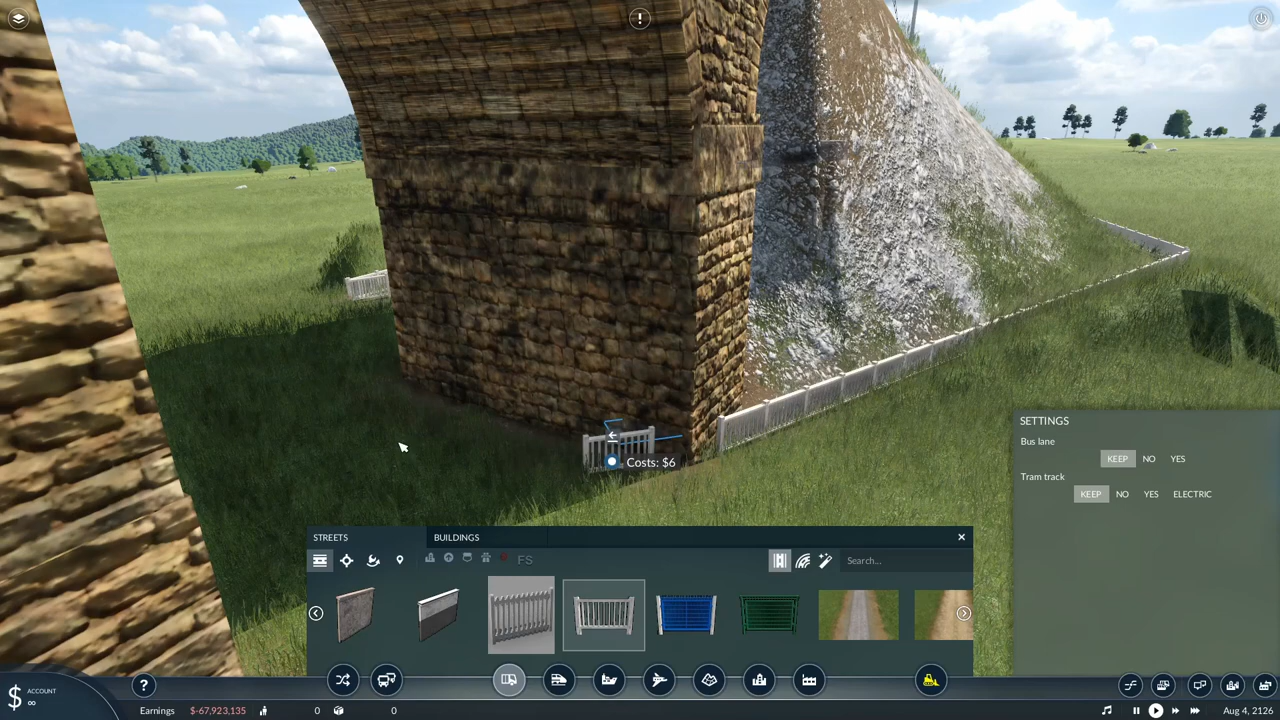 SETTINGS
Bus lane
KEEP NO YES
Tram track
KEEP NO YES ELECTRIC
Costs: $6
STREETS BUILDINGS
FS
Search...
$ ACCOUNT
∞
?
Earnings $-67,923,135 0 0
Aug 4, 2126